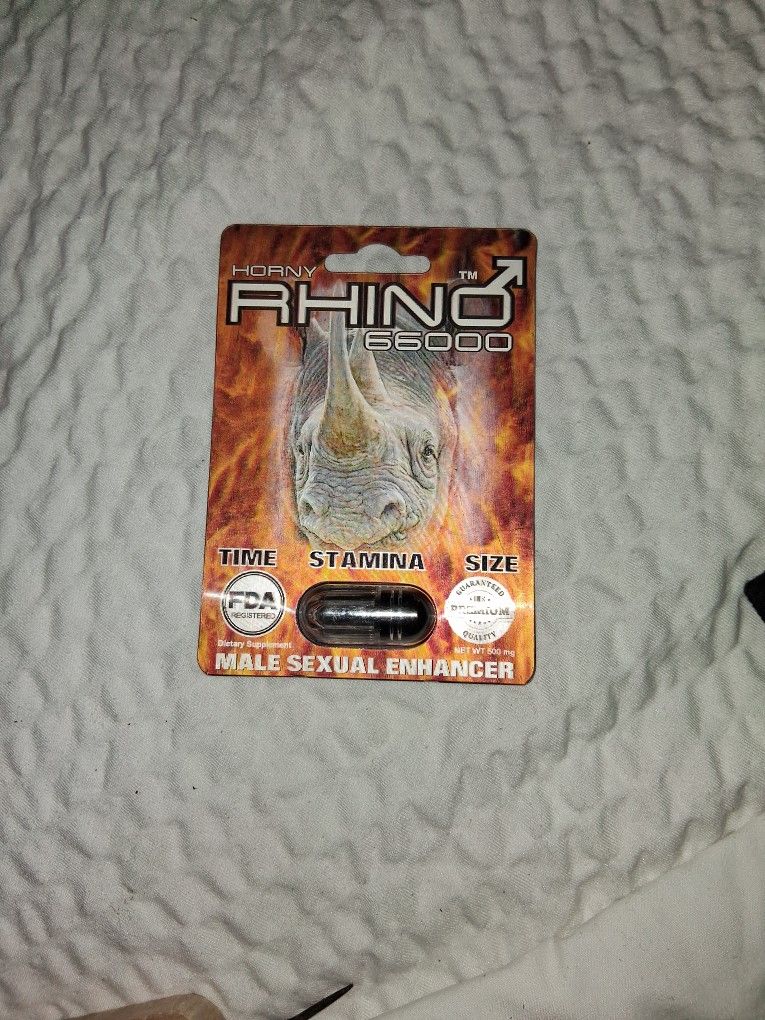 HORNY
RHINO™
66000
TIME STAMINA SIZE
FDA
REGISTERED
GUARANTEED
PREMIUM
QUALITY
Dietary Supplement
NET WT 500 mg
MALE SEXUAL ENHANCER